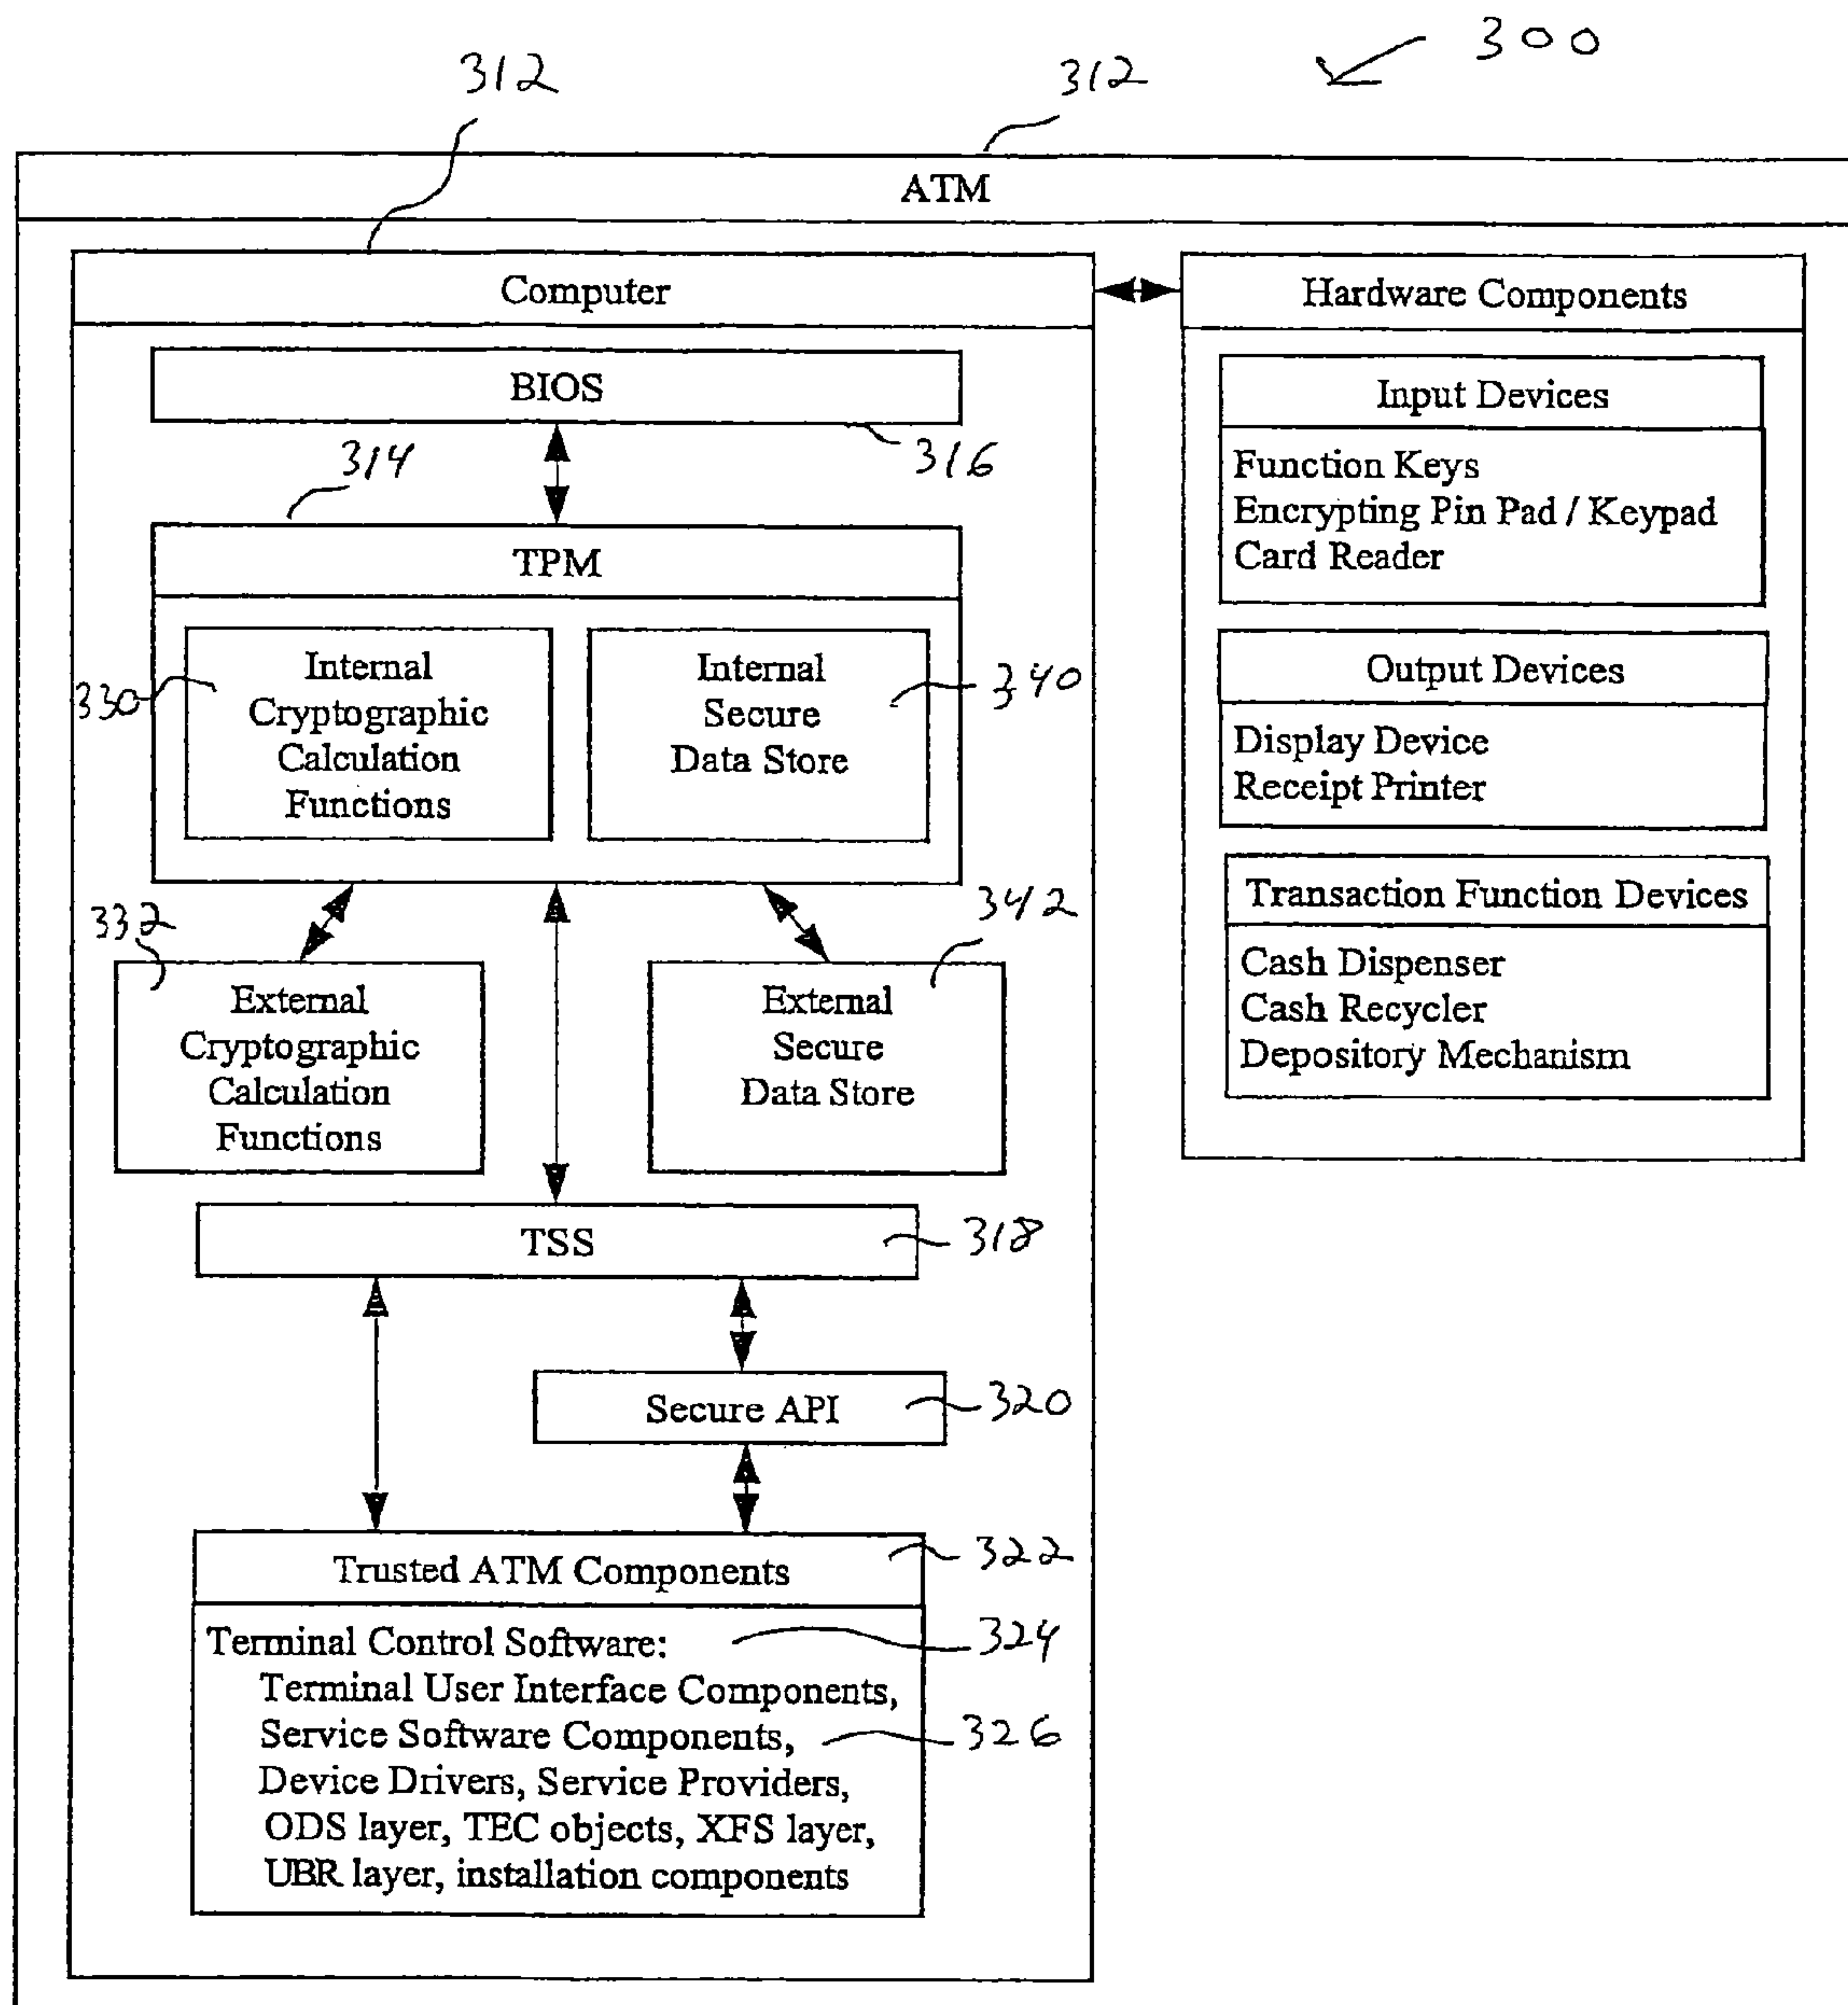 300
312
312
ATM
Computer
BIOS
316
314
TPM
Internal
Cryptographic
Calculation
Functions
330
Internal
Secure
Data Store
340
332
External
Cryptographic
Calculation
Functions
342
External
Secure
Data Store
TSS
318
Secure API
320
Trusted ATM Components
322
Terminal Control Software:
324
Terminal User Interface Components,
Service Software Components,
326
Device Drivers, Service Providers,
ODS layer, TEC objects, XFS layer,
UBR layer, installation components
Hardware Components
Input Devices
Function Keys
Encrypting Pin Pad / Keypad
Card Reader
Output Devices
Display Device
Receipt Printer
Transaction Function Devices
Cash Dispenser
Cash Recycler
Depository Mechanism